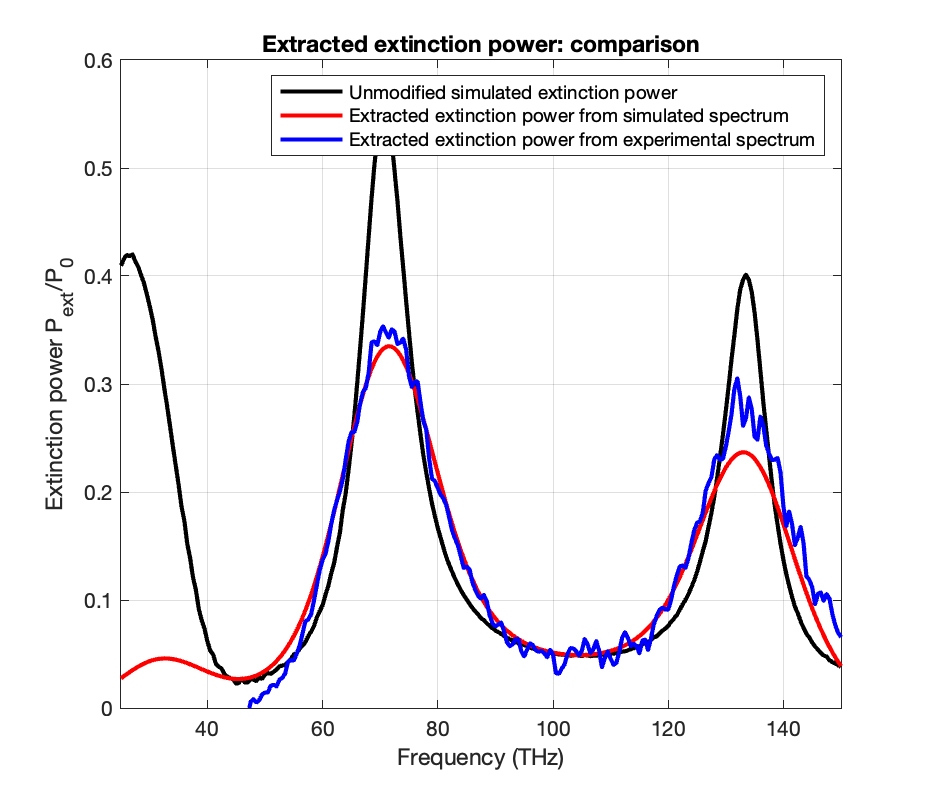 Extracted extinction power: comparison
0.6
0.5
0.4
0.3
0.2
0.1
0
Extinction power P_ext/P_0
Unmodified simulated extinction power
Extracted extinction power from simulated spectrum
Extracted extinction power from experimental spectrum
40 60 80 100 120 140
Frequency (THz)